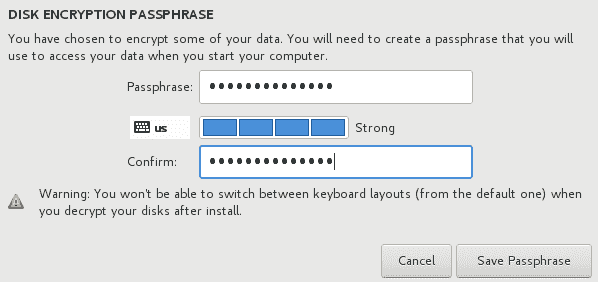 DISK ENCRYPTION PASSPHRASE
You have chosen to encrypt some of your data. You will need to create a passphrase that you will
use to access your data when you start your computer.
Passphrase: ••••••••••••••
us Strong
Confirm: ••••••••••••••
Warning: You won't be able to switch between keyboard layouts (from the default one) when
you decrypt your disks after install.
Cancel Save Passphrase